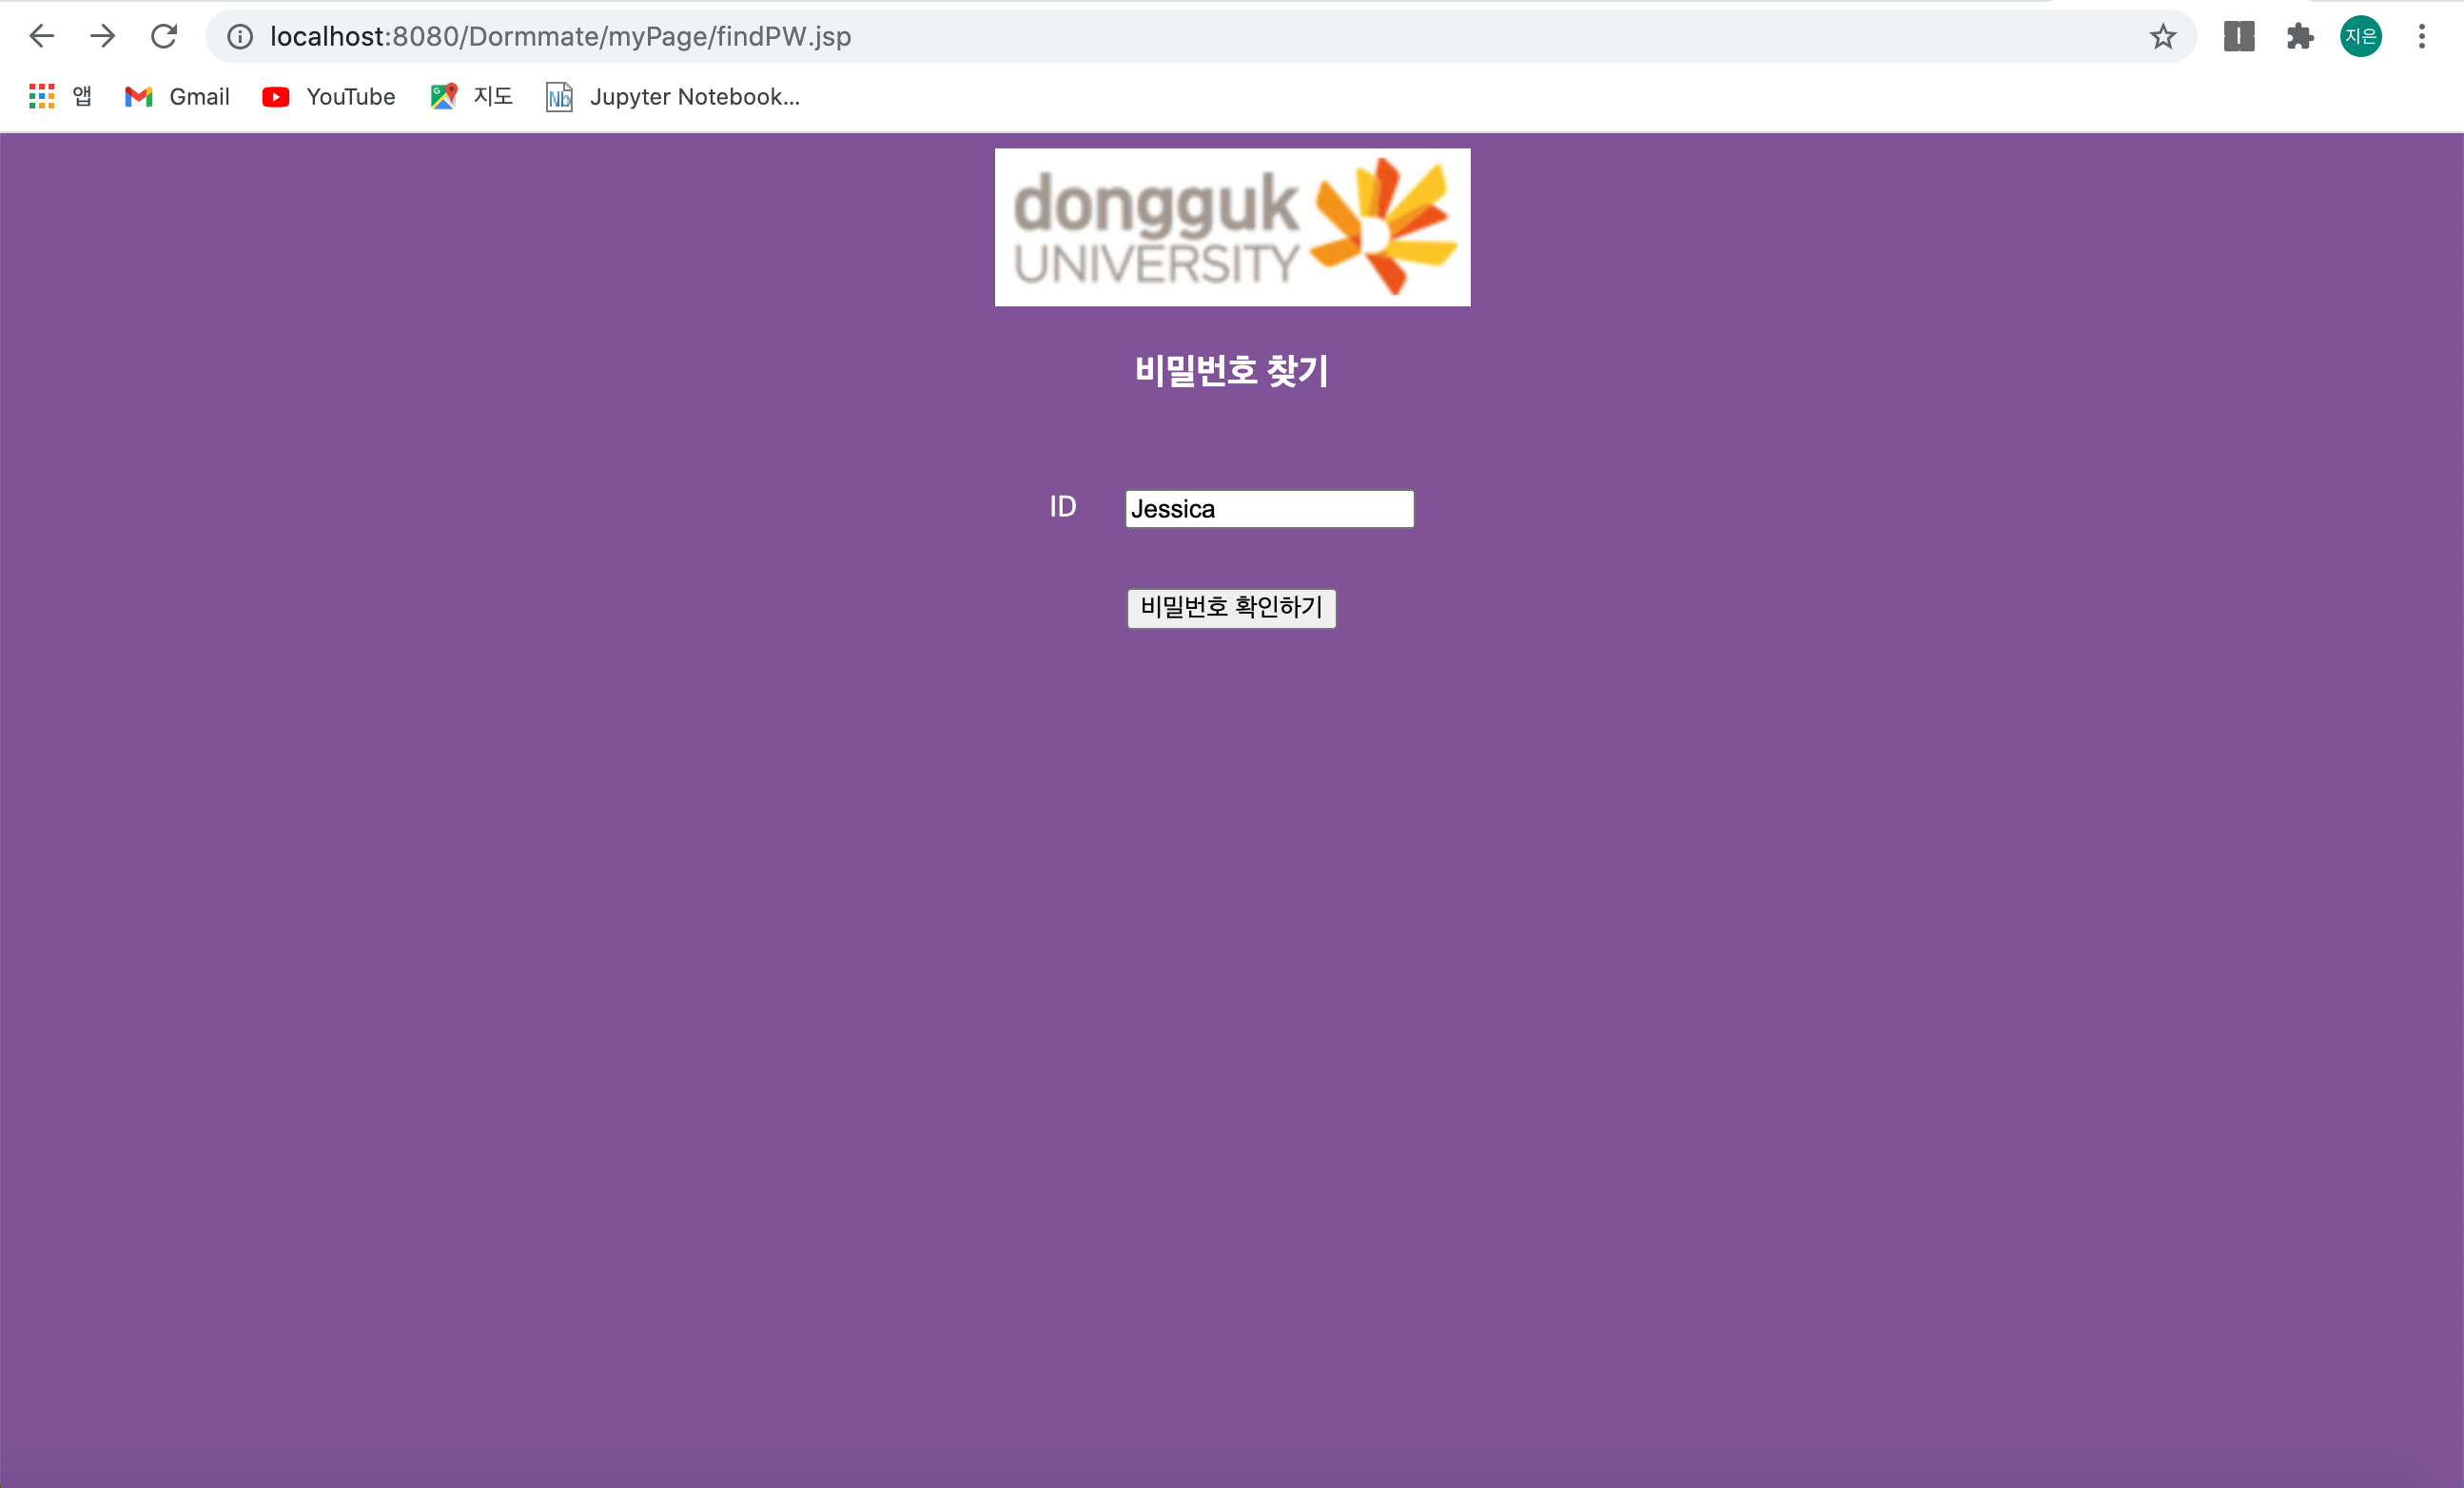 localhost:8080/Dormmate/myPage/findPW.jsp
지은
앱 Gmail YouTube 지도 Jupyter Notebook...
dongguk
UNIVERSITY
비밀번호 찾기
ID Jessica
비밀번호 확인하기